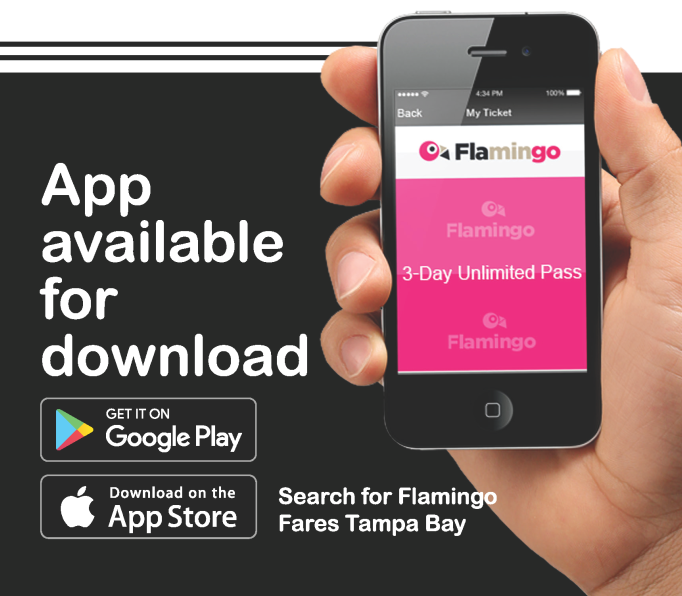 4:34 PM
100%
Back
My Ticket
Flamingo
Flamingo
3-Day Unlimited Pass
Flamingo
App
available
for
download
GET IT ON
Google Play
Download on the
App Store
Search for Flamingo
Fares Tampa Bay